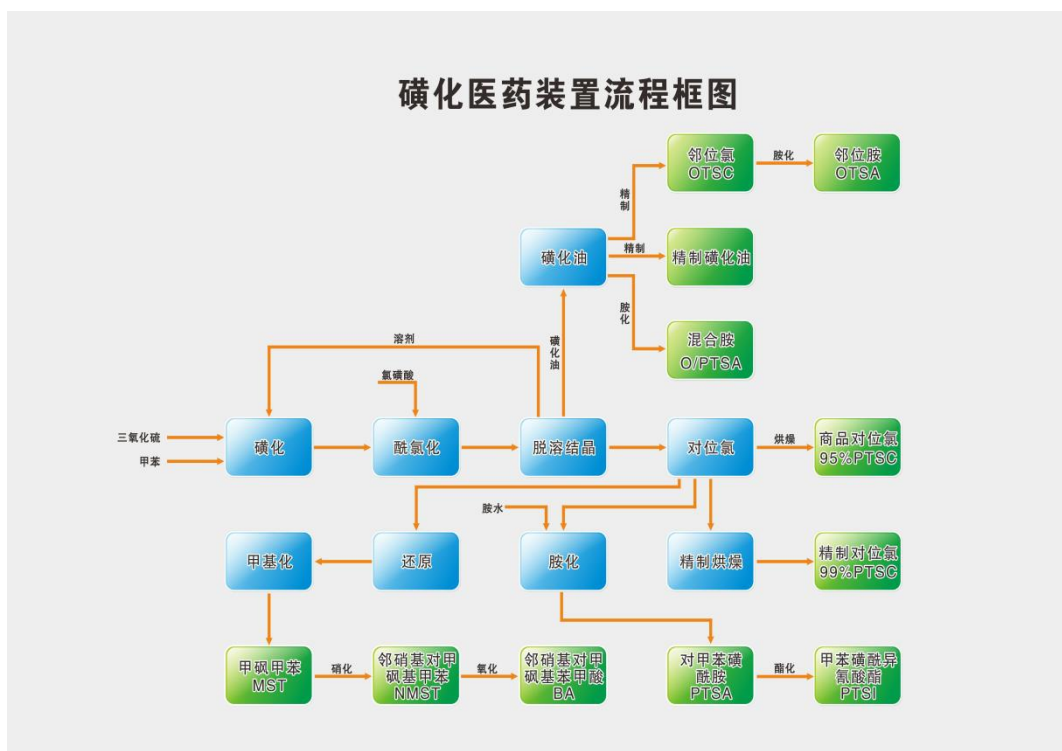 磺化医药装置流程框图
邻位氯
OTSC
胺化
邻位胺
OTSA
精制
磺化油
精制
精制磺化油
胺化
混合胺
O/PTSA
溶剂
磺化油
氯磺酸
三氧化硫
甲苯
磺化
酰氯化
脱溶结晶
对位氯
烘燥
商品对位氯
95%PTSC
胺水
甲基化
还原
胺化
精制烘燥
精制对位氯
99%PTSC
甲砜甲苯
MST
硝化
邻硝基对甲
砜基甲苯
NMST
氧化
邻硝基对甲
砜基苯甲酸
BA
对甲苯磺
酰胺
PTSA
酯化
甲苯磺酰异
氰酸酯
PTSI